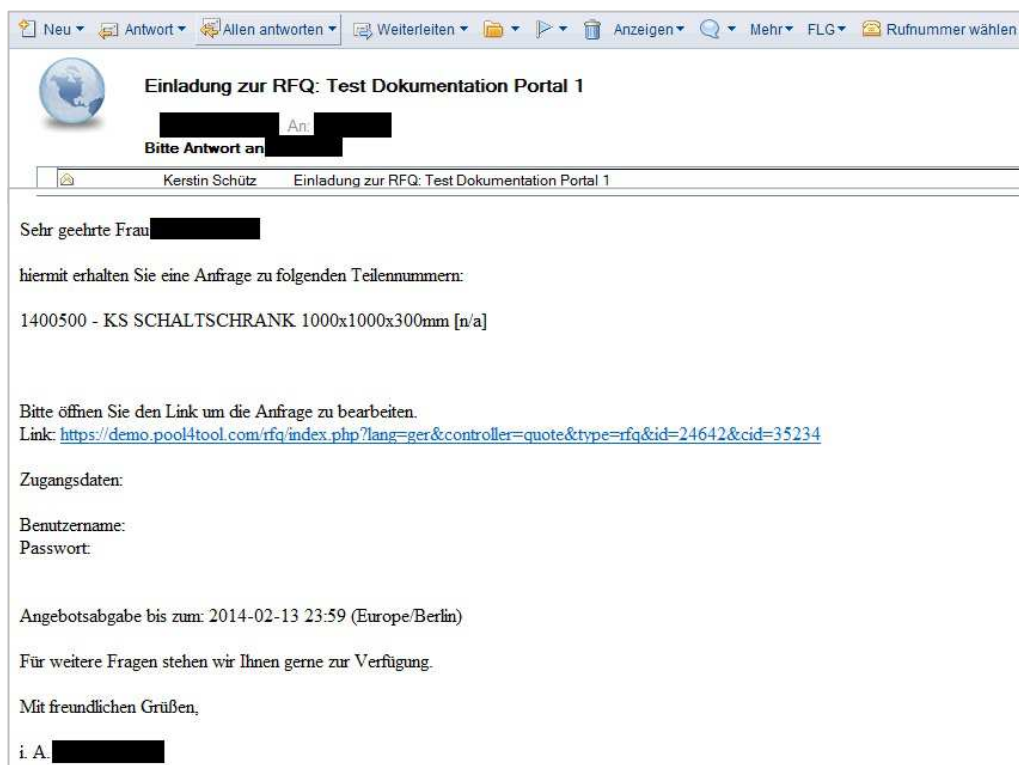 Neu Antwort Allen antworten Weiterleiten Anzeigen Mehr FLG Rufnummer wählen
Einladung zur RFQ: Test Dokumentation Portal 1
An:
Bitte Antwort an
Kerstin Schütz Einladung zur RFQ: Test Dokumentation Portal 1
Sehr geehrte Frau
hiermit erhalten Sie eine Anfrage zu folgenden Teilennummern:
1400500 - KS SCHALTSCHRANK 1000x1000x300mm [n/a]
Bitte öffnen Sie den Link um die Anfrage zu bearbeiten.
Link: https://demo.pool4tool.com/rfq/index.php?lang=ger&controller=quote&type=rfq&id=24642&cid=35234
Zugangsdaten:
Benutzername:
Passwort:
Angebotsabgabe bis zum: 2014-02-13 23:59 (Europe/Berlin)
Für weitere Fragen stehen wir Ihnen gerne zur Verfügung.
Mit freundlichen Grüßen,
i. A.